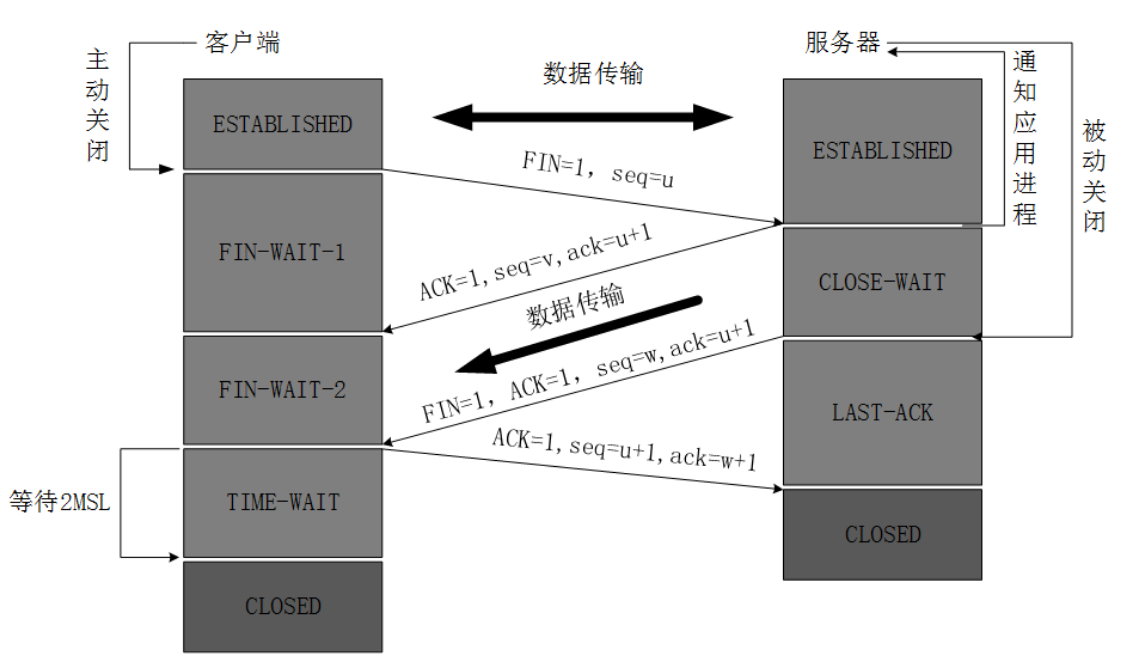 客户端
服务器
主动关闭
数据传输
通知应用进程
被动关闭
ESTABLISHED
ESTABLISHED
FIN=1, seq=u
FIN-WAIT-1
ACK=1,seq=v,ack=u+1
CLOSE-WAIT
数据传输
FIN-WAIT-2
FIN=1, ACK=1, seq=w,ack=u+1
LAST-ACK
ACK=1,seq=u+1,ack=w+1
等待2MSL
TIME-WAIT
CLOSED
CLOSED